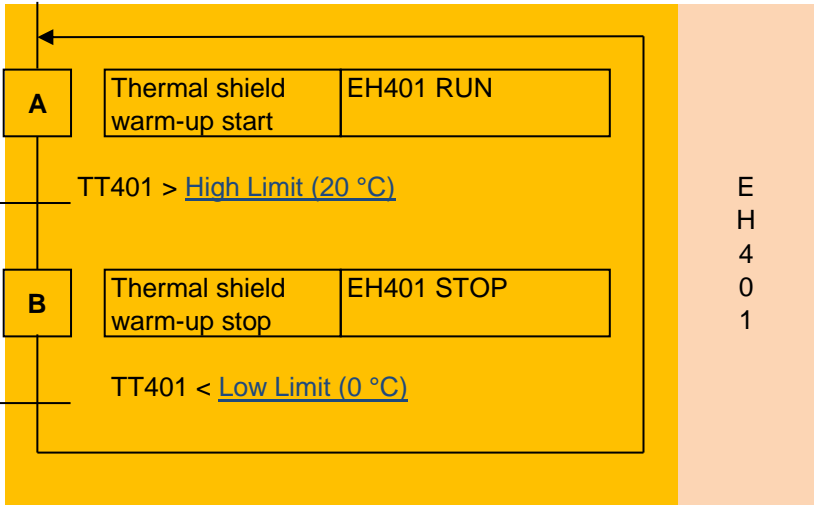 A
Thermal shield
warm-up start
EH401 RUN
TT401 > High Limit (20 °C)
B
Thermal shield
warm-up stop
EH401 STOP
TT401 < Low Limit (0 °C)
E
H
4
0
1